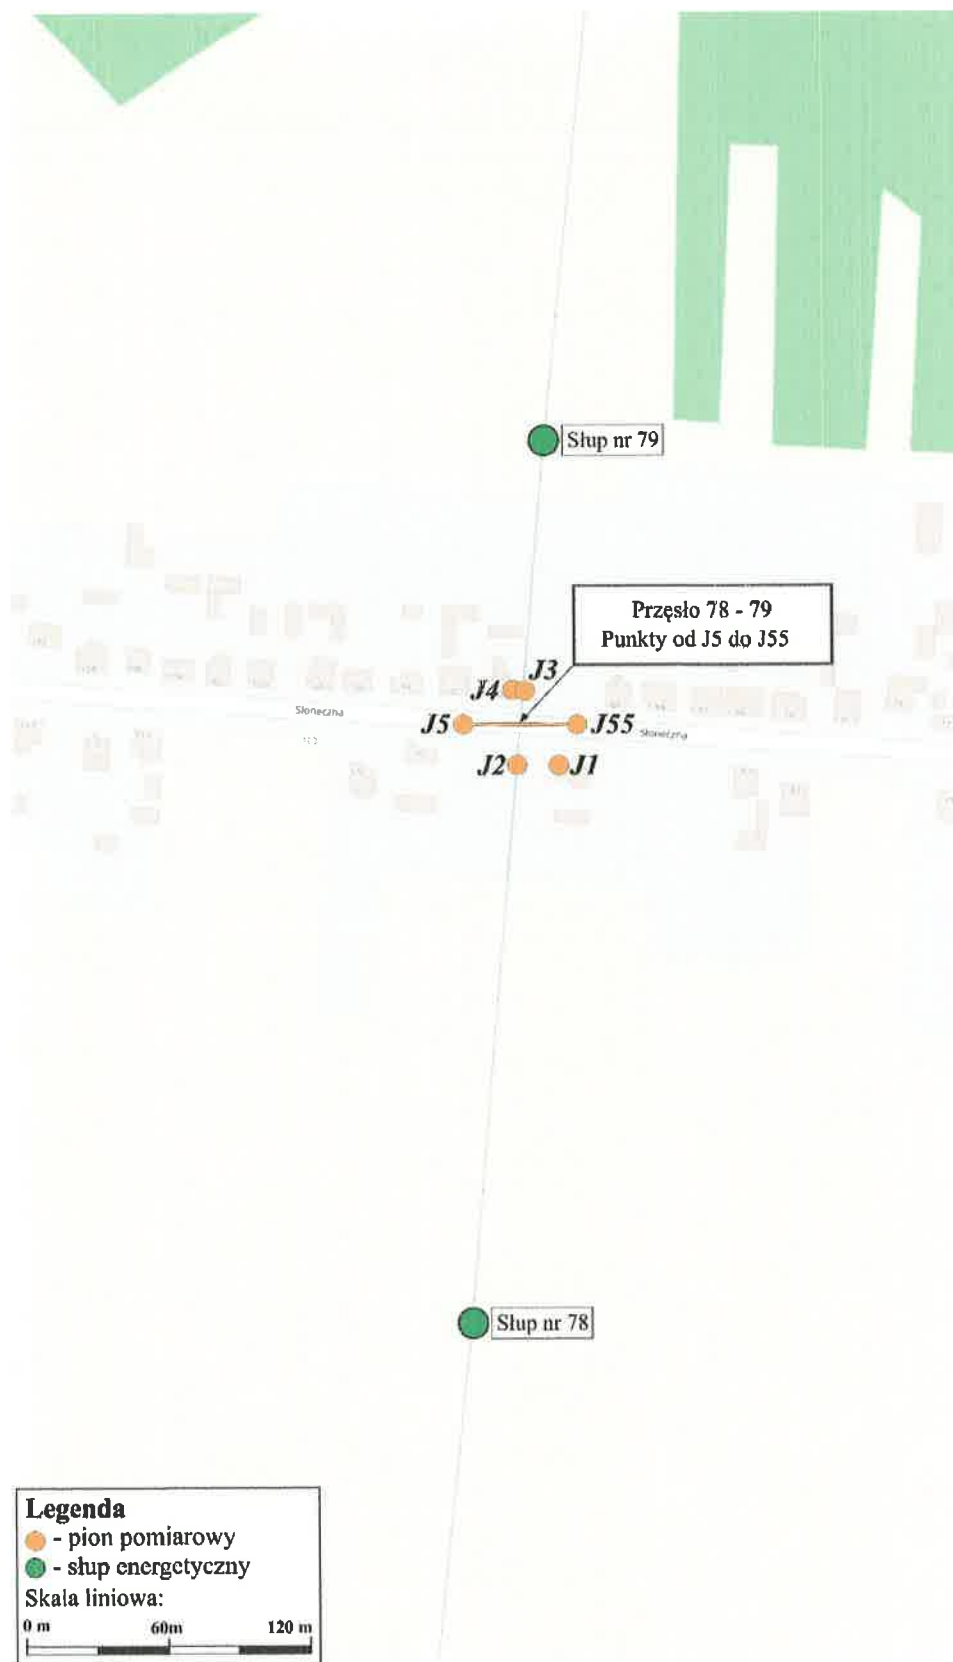 Słup nr 79
Przęsło 78 - 79
Punkty od J5 do J55
J3
J4
Słoneczna
J5
J55
Słoneczna
J2
J1
Słup nr 78
Legenda
- pion pomiarowy
- słup energetyczny
Skala liniowa:
0 m 60m 120 m